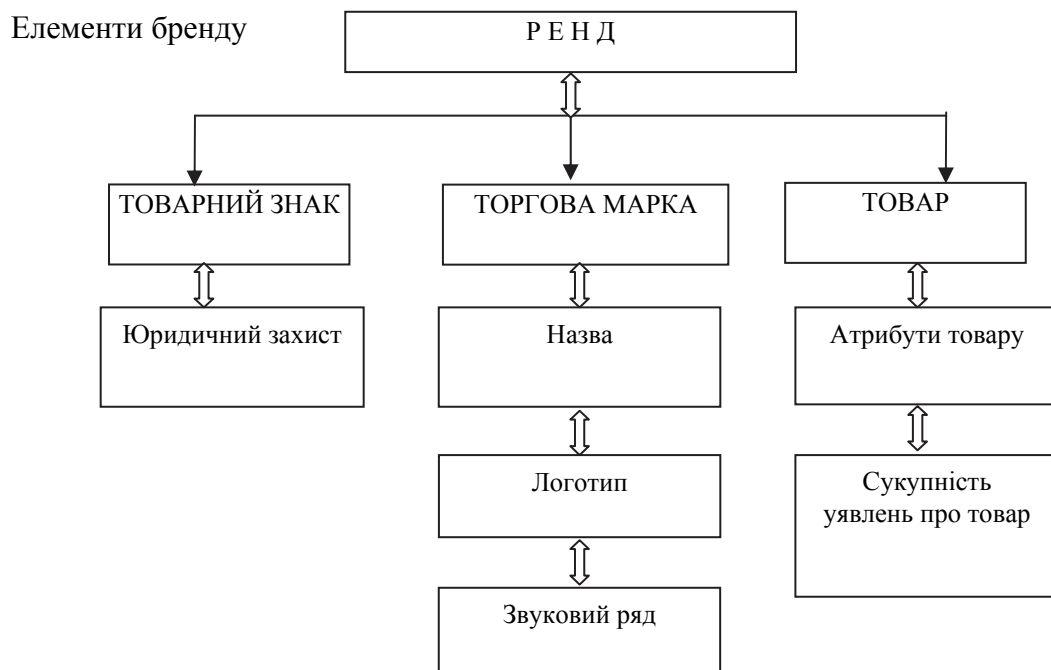 Елементи бренду
Р Е Н Д
ТОВАРНИЙ ЗНАК
ТОРГОВА МАРКА
ТОВАР
Юридичний захист
Назва
Атрибути товару
Логотип
Сукупність
уявлень про товар
Звуковий ряд